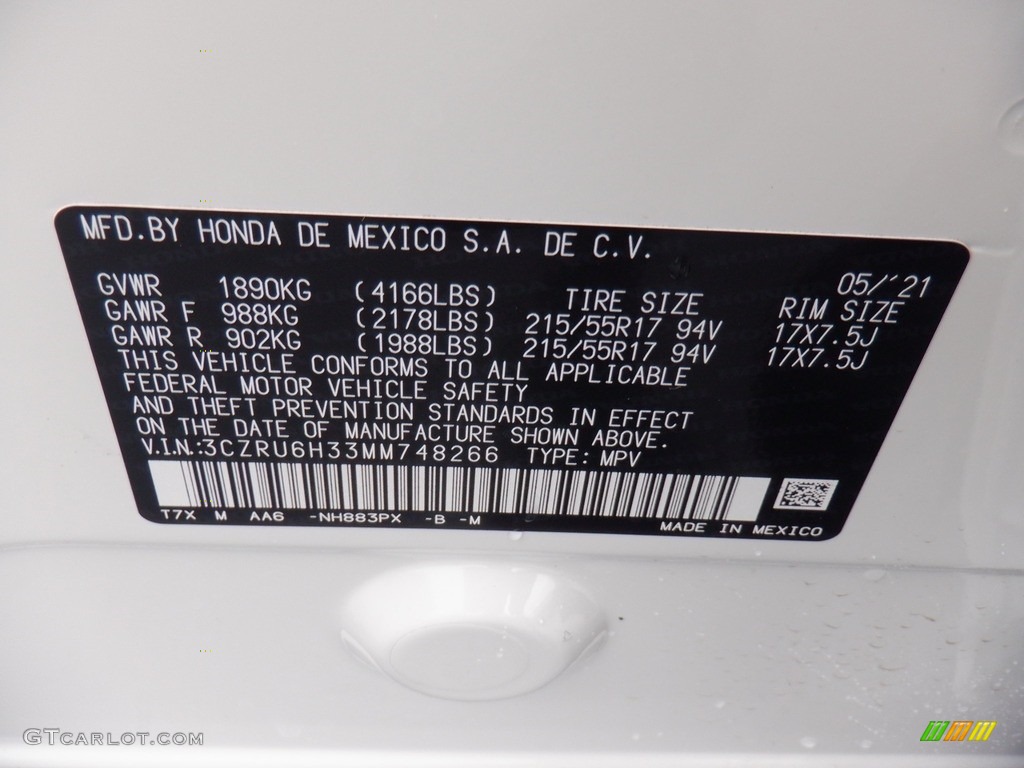 MFD.BY HONDA DE MEXICO S.A. DE C.V.
05/'21
GVWR 1890KG (4166LBS) TIRE SIZE RIM SIZE
GAWR F 988KG (2178LBS) 215/55R17 94V 17X7.5J
GAWR R 902KG (1988LBS) 215/55R17 94V 17X7.5J
THIS VEHICLE CONFORMS TO ALL APPLICABLE
FEDERAL MOTOR VEHICLE SAFETY
AND THEFT PREVENTION STANDARDS IN EFFECT
ON THE DATE OF MANUFACTURE SHOWN ABOVE.
V.I.N.:3CZRU6H33MM748266 TYPE:MPV
T7X M AA6 -NH883PX -B -M
MADE IN MEXICO
GTCARLOT.COM